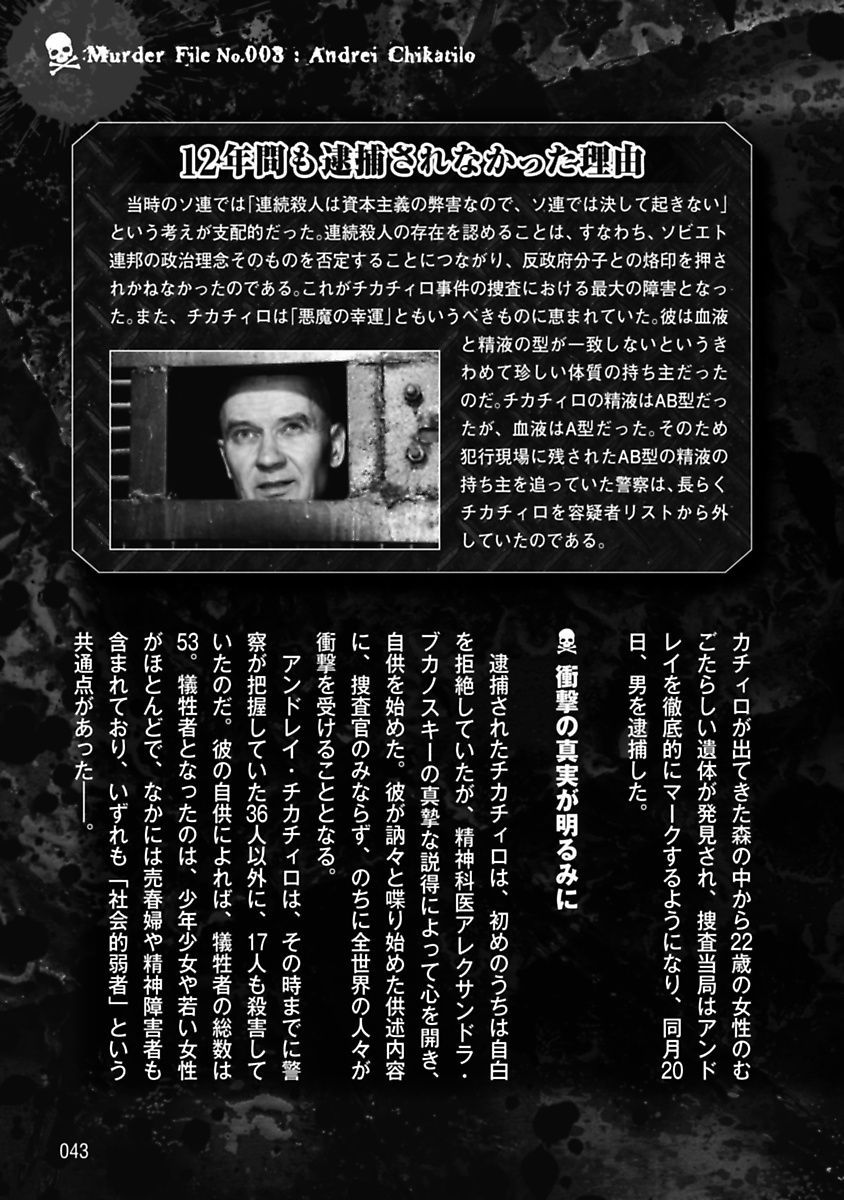 Murder File No.003 : Andrei Chikatilo
12年間も逮捕されなかった理由
当時のソ連では「連続殺人は資本主義の弊害なので、ソ連では決して起きない」
という考えが支配的だった。連続殺人の存在を認めることは、すなわち、ソビエト
連邦の政治理念そのものを否定することにつながり、反政府分子との烙印を押さ
れかねなかったのである。これがチカチィロ事件の捜査における最大の障害となっ
た。また、チカチィロは「悪魔の幸運」ともいうべきものに恵まれていた。彼は血液
と精液の型が一致しないというき
わめて珍しい体質の持ち主だった
のだ。チカチィロの精液はAB型だっ
たが、血液はA型だった。そのため
犯行現場に残されたAB型の精液の
持ち主を追っていた警察は、長らく
チカチィロを容疑者リストから外
していたのである。
カチィロが出てきた森の中から22歳の女性のむ
ごたらしい遺体が発見され、捜査当局はアンド
レイを徹底的にマークするようになり、同月20
日、男を逮捕した。
衝撃の真実が明るみに
逮捕されたチカチィロは、初めのうちは自白
を拒絶していたが、精神科医アレクサンドラ・
ブカノスキーの真摯な説得によって心を開き、
自供を始めた。彼が訥々と喋り始めた供述内容
に、捜査官のみならず、のちに全世界の人々が
衝撃を受けることとなる。
アンドレイ・チカチィロは、その時までに警
察が把握していた36人以外に、17人も殺害して
いたのだ。彼の自供によれば、犠牲者の総数は
53。犠牲者となったのは、少年少女や若い女性
がほとんどで、なかには売春婦や精神障害者も
含まれており、いずれも「社会的弱者」という
共通点があった――。
043